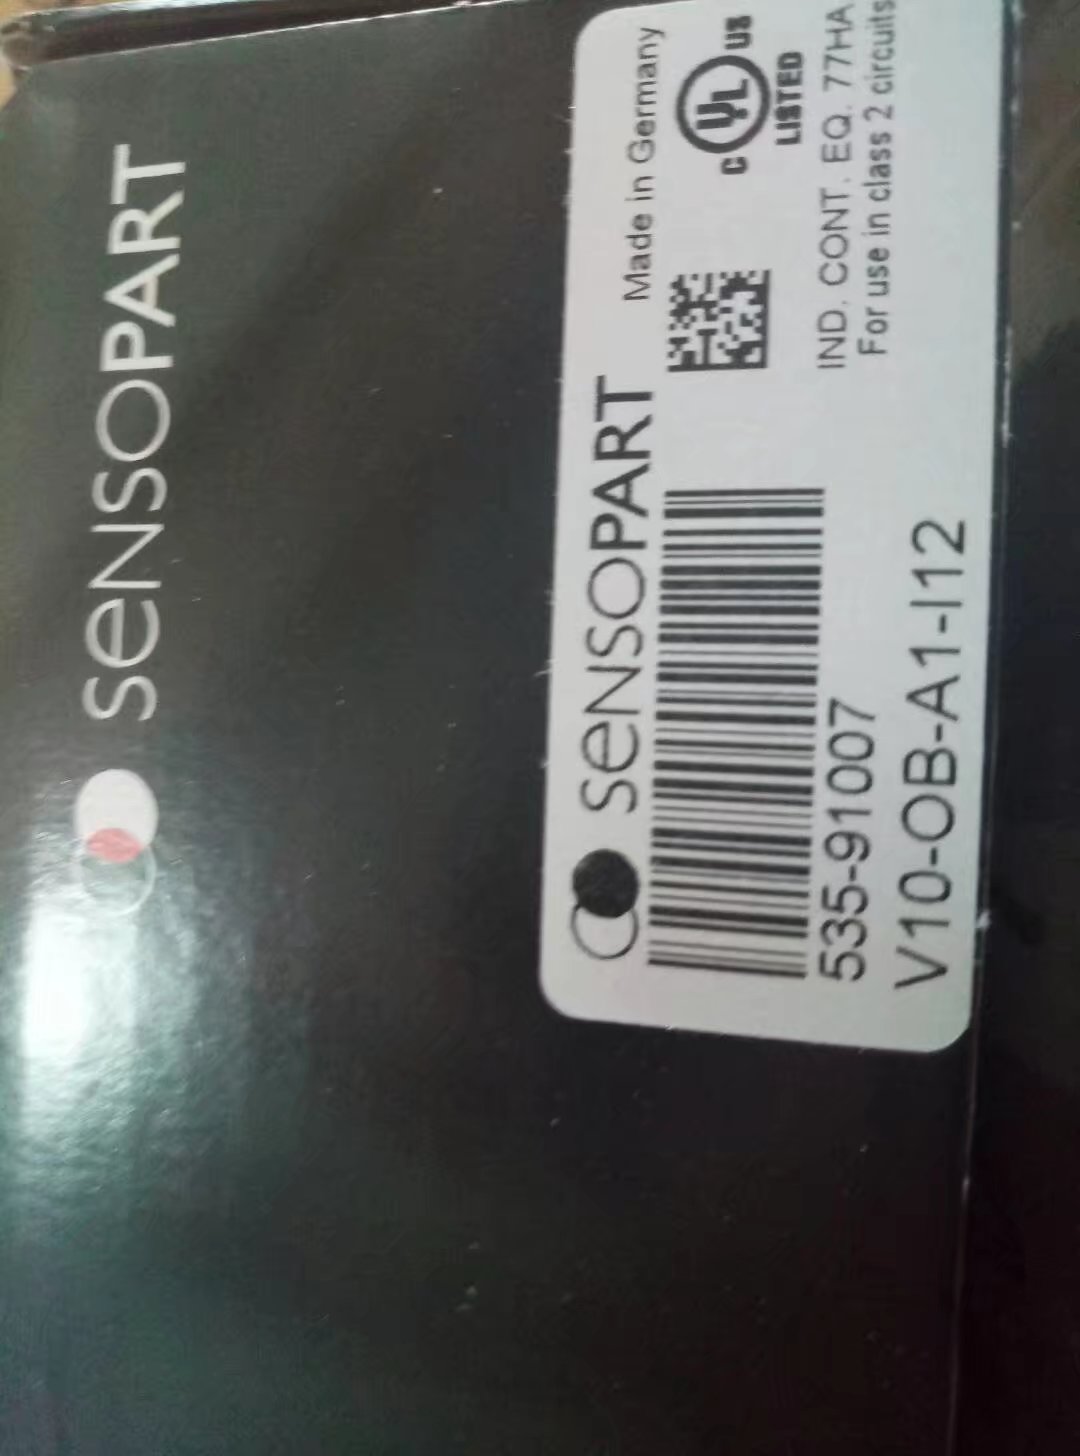 SENSOPART
SENSOPART
Made in Germany
535-91007
V10-OB-A1-I12
C UL US
LISTED
IND. CONT. EQ. 77HA
For use in class 2 circuits